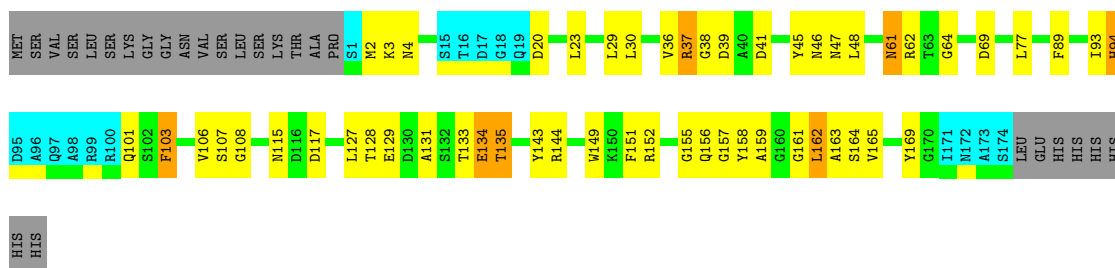 MET SER VAL SER LEU SER LYS GLY GLY ASN VAL SER LEU SER LYS THR ALA PRO S1 M2 K3 N4 S15 T16 D17 G18 Q19 D20 L23 L29 L30 V36 R37 G38 D39 A40 D41 Y45 N46 N47 L48 N61 R62 T63 G64 D69 L77 F89 I93 H94
D95 A96 Q97 A98 R99 R100 Q101 S102 F103 V106 S107 G108 N115 D116 D117 L127 T128 E129 D130 A131 S132 T133 E134 T135 Y143 R144 W149 K150 F151 R152 G155 Q156 G157 Y158 A159 G160 G161 L162 A163 S164 V165 Y169 G170 I171 N172 A173 S174 LEU GLU HIS HIS HIS HIS
HIS HIS